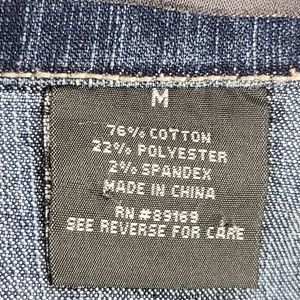 M
76% COTTON
22% POLYESTER
2% SPANDEX
MADE IN CHINA
RN #89169
SEE REVERSE FOR CARE